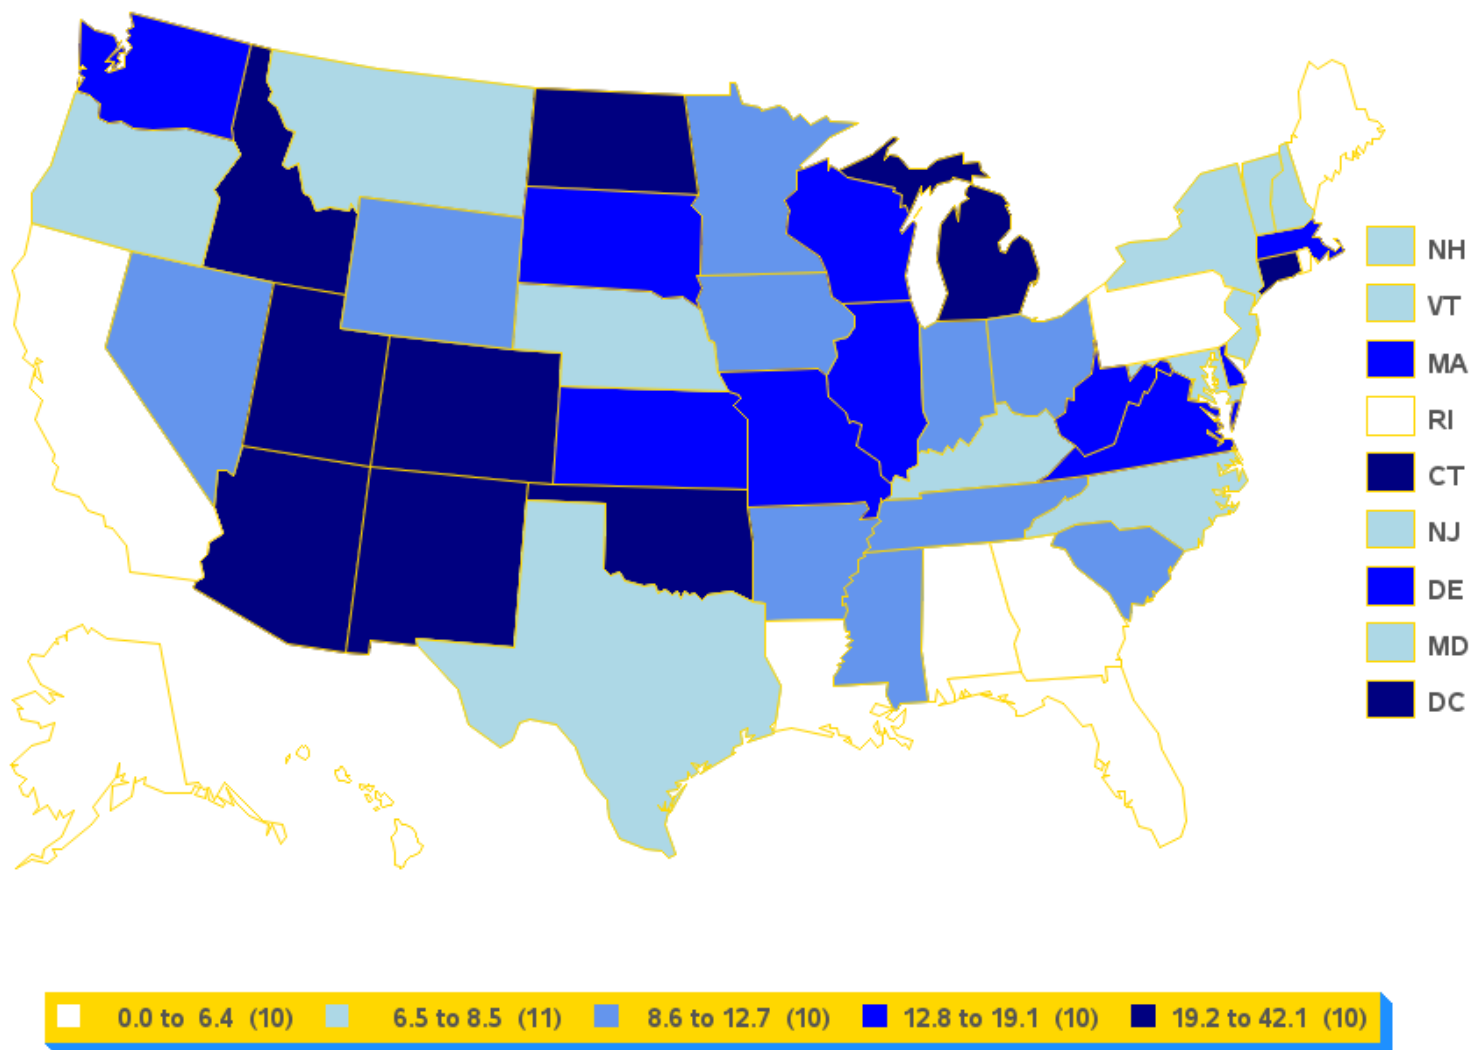 NH
VT
MA
RI
CT
NJ
DE
MD
DC
0.0 to 6.4 (10) 6.5 to 8.5 (11) 8.6 to 12.7 (10) 12.8 to 19.1 (10) 19.2 to 42.1 (10)